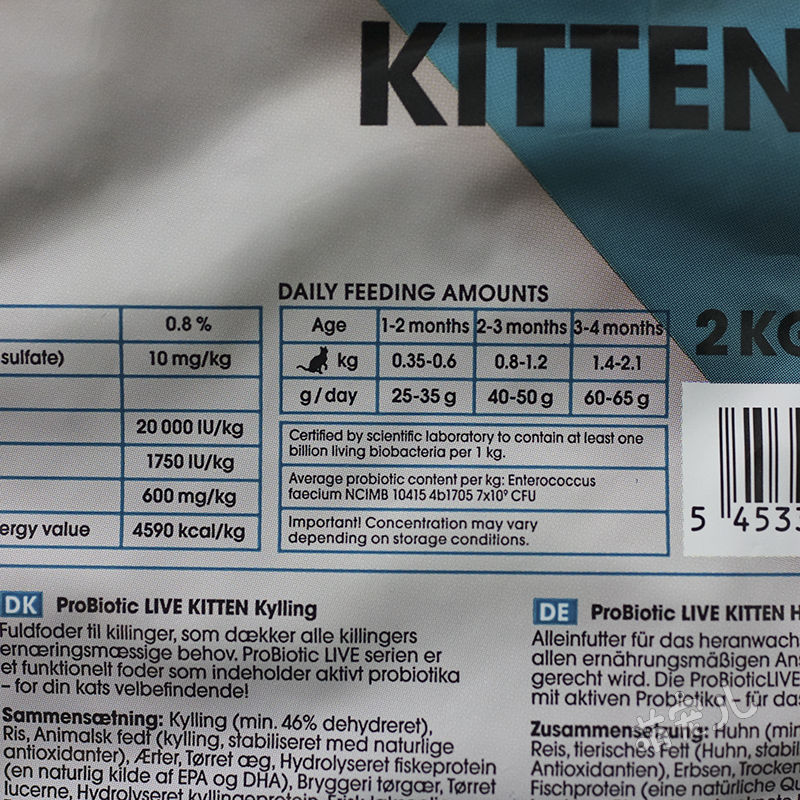 KITTEN
2 KG
0.8 %
sulfate) 10 mg/kg
20 000 IU/kg
1750 IU/kg
600 mg/kg
ergy value 4590 kcal/kg
DAILY FEEDING AMOUNTS
Age 1-2 months 2-3 months 3-4 months
kg 0.35-0.6 0.8-1.2 1.4-2.1
g/day 25-35 g 40-50 g 60-65 g
Certified by scientific laboratory to contain at least one
billion living biobacteria per 1 kg.
Average probiotic content per kg: Enterococcus
faecium NCIMB 10415 4b1705 7x10⁹ CFU
Important! Concentration may vary
depending on storage conditions.
5 4533
DK ProBiotic LIVE KITTEN Kylling
Fuldfoder til killinger, som dækker alle killingers
ernæringsmæssige behov. ProBiotic LIVE serien er
et funktionelt foder som indeholder aktivt probiotika
– for din kats velbefindende!
Sammensætning: Kylling (min. 46% dehydreret),
Ris, Animalsk fedt (kylling, stabiliseret med naturlige
antioxidanter), Ærter, Tørret æg, Hydrolyseret fiskeprotein
(en naturlig kilde af EPA og DHA), Bryggeri tørgær, Tørret
lucerne, Hydrolyseret kyllingeprotein,
DE ProBiotic LIVE KITTEN H
Alleinfutter für das heranwach
allen ernährungsmäßigen Ans
gerecht wird. Die ProBioticLIVE
mit aktiven Probiotika - für das
Zusammensetzung: Huhn (min
Reis, tierisches Fett (Huhn, stabil
Antioxidantien), Erbsen, Trocken
Fischprotein (eine natürliche Qu